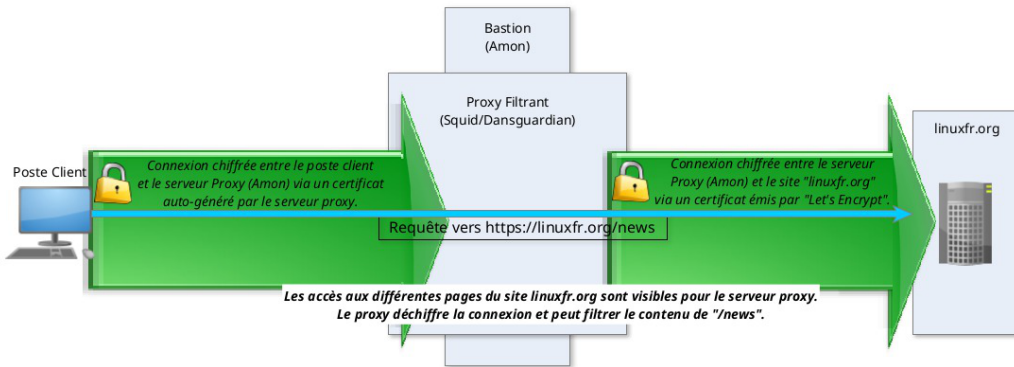 Bastion
(Amon)
Proxy Filtrant
(Squid/Dansguardian)
linuxfr.org
Poste Client
Connexion chiffrée entre le poste client
et le serveur Proxy (Amon) via un certificat
auto-généré par le serveur proxy.
Connexion chiffrée entre le serveur
Proxy (Amon) et le site "linuxfr.org"
via un certificat émis par "Let's Encrypt".
Requête vers https://linuxfr.org/news
Les accès aux différentes pages du site linuxfr.org sont visibles pour le serveur proxy.
Le proxy déchiffre la connexion et peut filtrer le contenu de "/news".